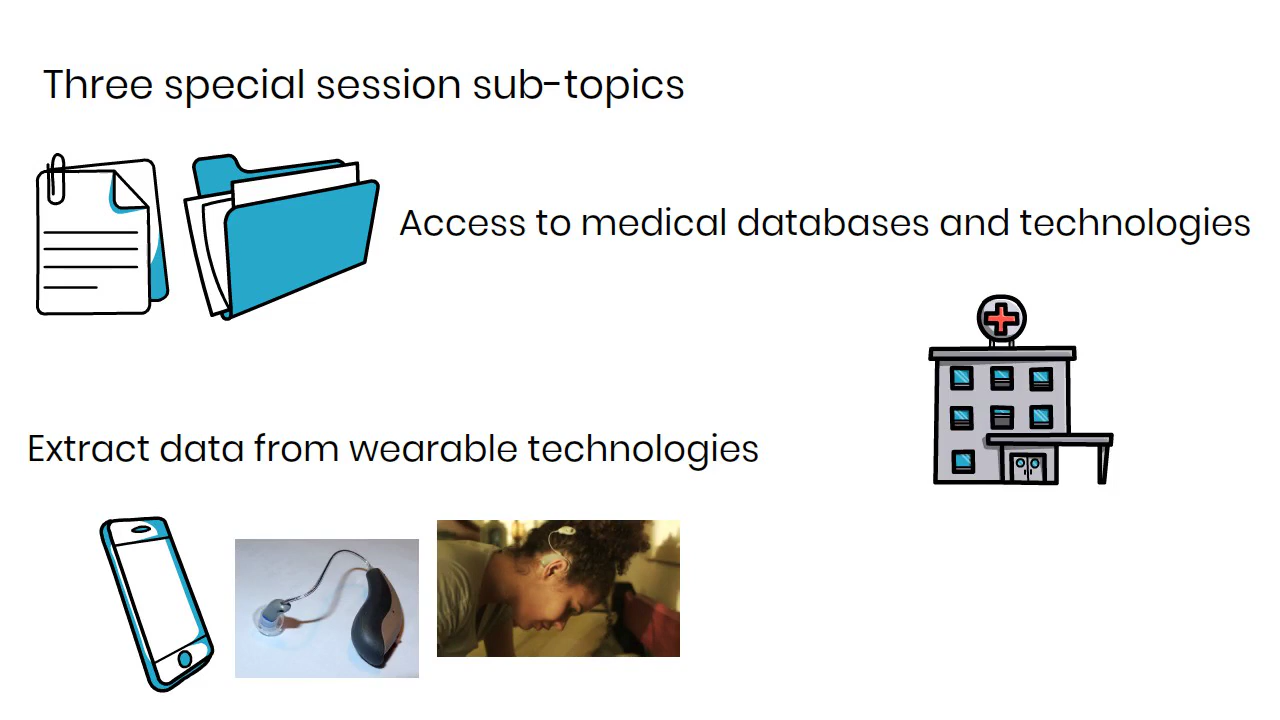 Three special session sub-topics
Access to medical databases and technologies
Extract data from wearable technologies